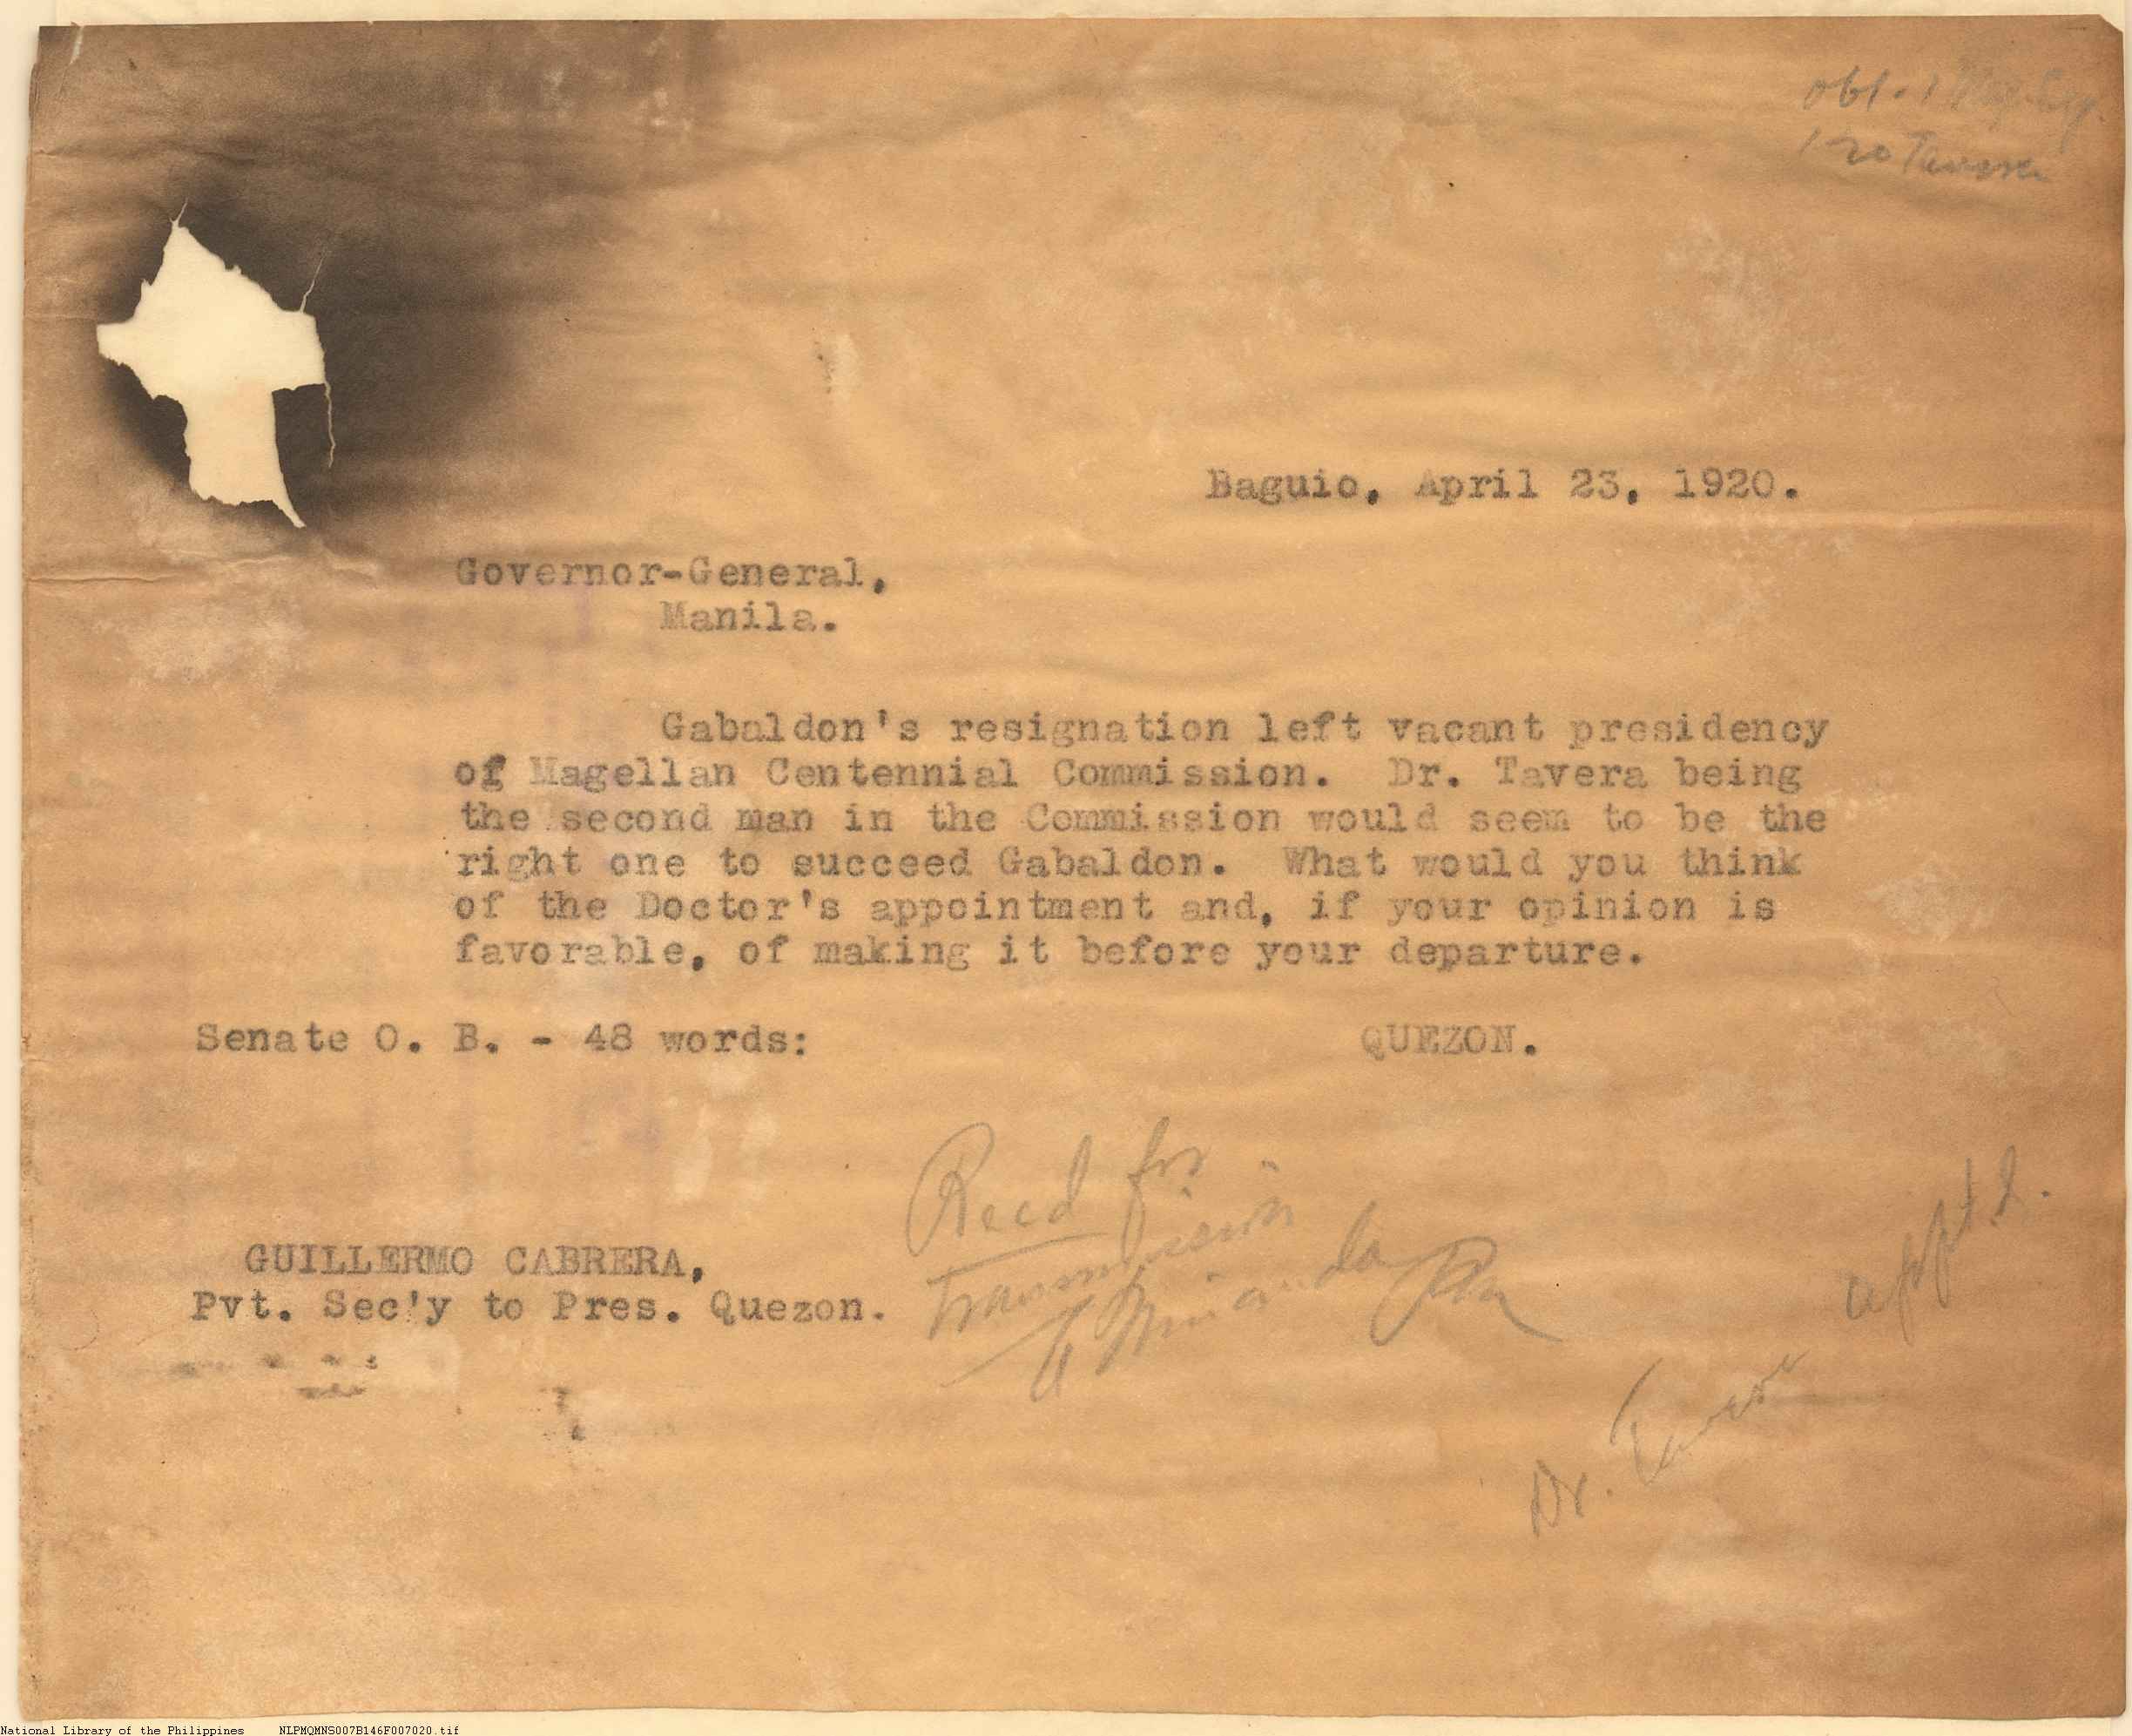 Baguio, April 23, 1920.
Governor-General,
Manila.
Gabaldon's resignation left vacant presidency
of Magellan Centennial Commission. Dr. Tavera being
the second man in the Commission would seem to be the
right one to succeed Gabaldon. What would you think
of the Doctor's appointment and, if your opinion is
favorable, of making it before your departure.
Senate O. B. - 48 words: QUEZON.
Recd for
transmission
GUILLERMO CABRERA,
Pvt. Sec'y to Pres. Quezon.
Dr. Tavera apptd.
National Library of the Philippines NLPMQMNS007B146F007020.tif